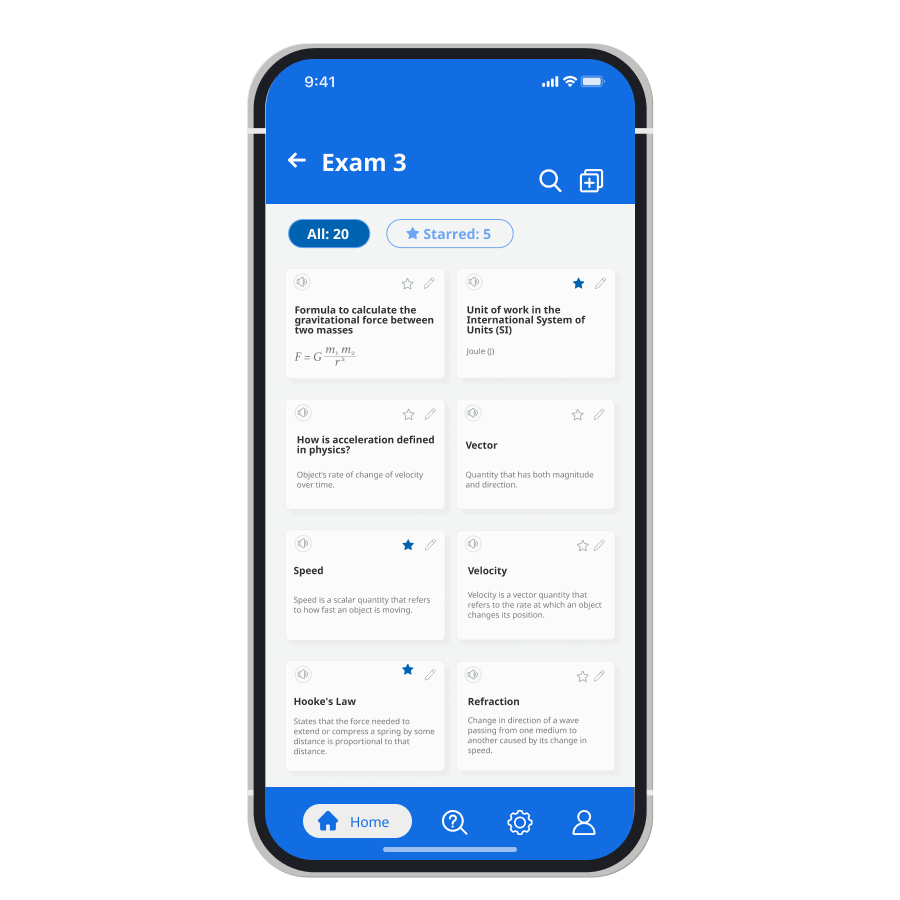 9:41
Exam 3
All: 20
Starred: 5
Formula to calculate the
gravitational force between
two masses
F = G m₁ m₂ / r²
Unit of work in the
International System of
Units (SI)
Joule (J)
How is acceleration defined
in physics?
Object's rate of change of velocity
over time.
Vector
Quantity that has both magnitude
and direction.
Speed
Speed is a scalar quantity that refers
to how fast an object is moving.
Velocity
Velocity is a vector quantity that
refers to the rate at which an object
changes its position.
Hooke's Law
States that the force needed to
extend or compress a spring by some
distance is proportional to that
distance.
Refraction
Change in direction of a wave
passing from one medium to
another caused by its change in
speed.
Home